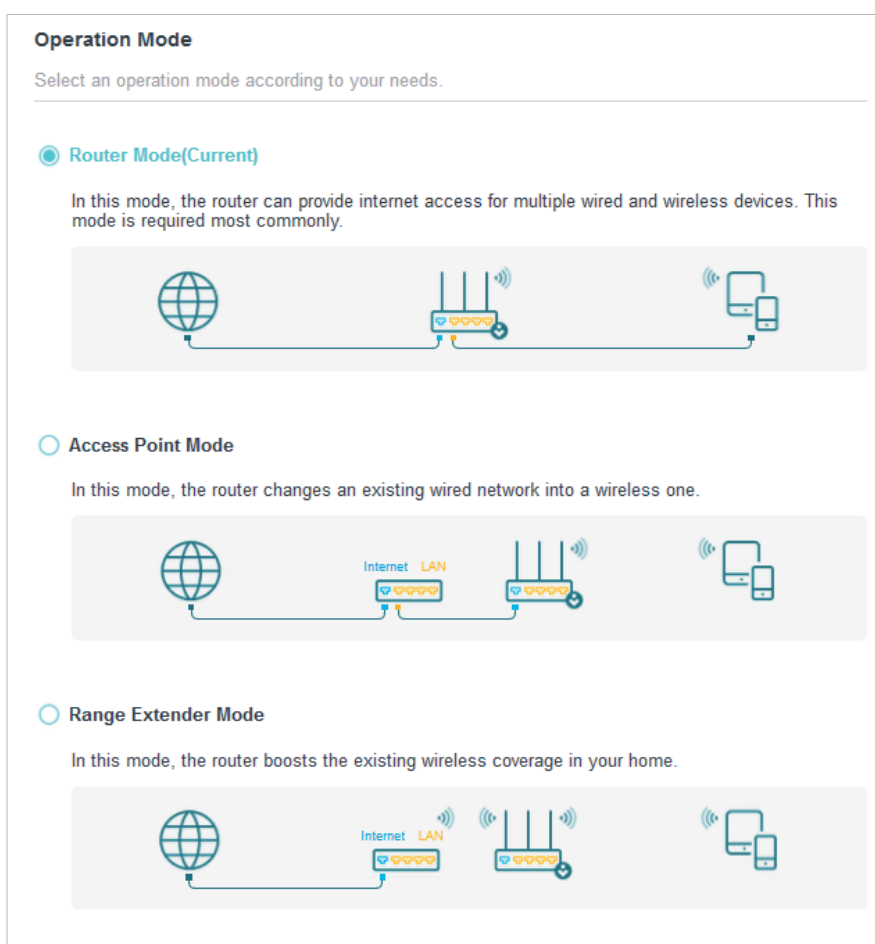 Operation Mode
Select an operation mode according to your needs.
Router Mode(Current)
In this mode, the router can provide internet access for multiple wired and wireless devices. This
mode is required most commonly.
Access Point Mode
In this mode, the router changes an existing wired network into a wireless one.
Internet LAN
Range Extender Mode
In this mode, the router boosts the existing wireless coverage in your home.
Internet LAN